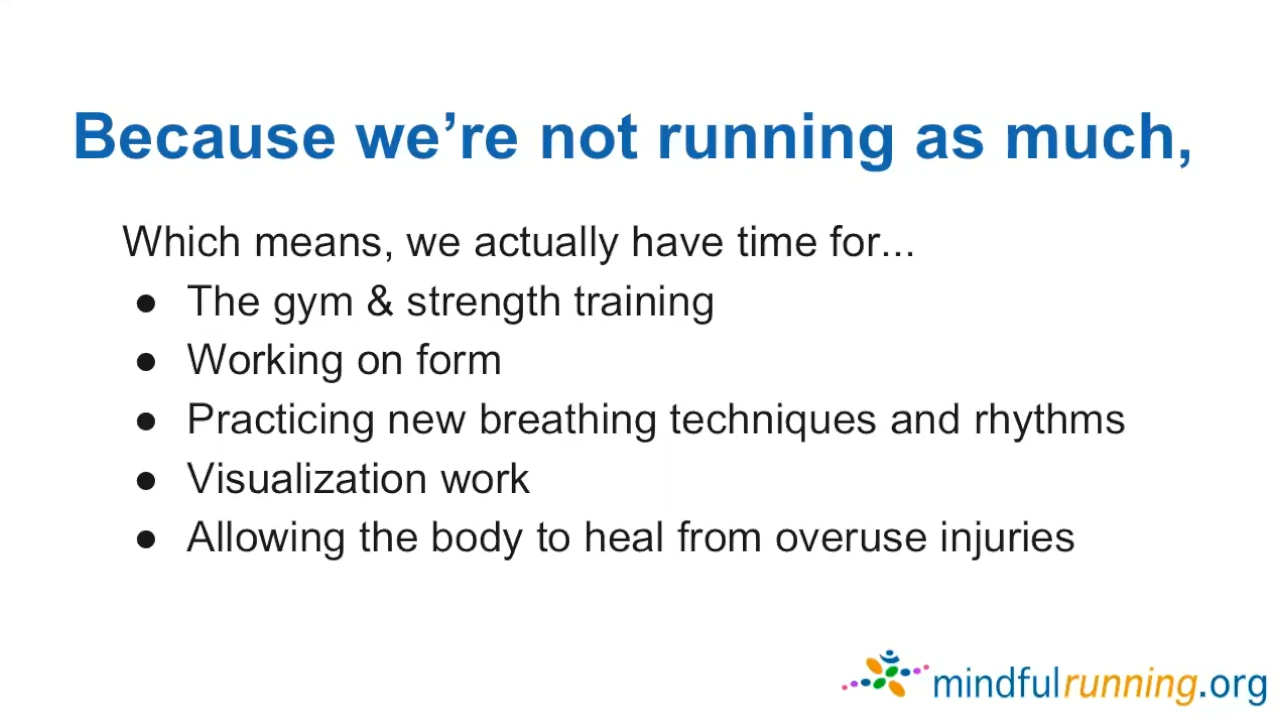 Because we’re not running as much,
Which means, we actually have time for...
● The gym & strength training
● Working on form
● Practicing new breathing techniques and rhythms
● Visualization work
● Allowing the body to heal from overuse injuries
mindfulrunning.org